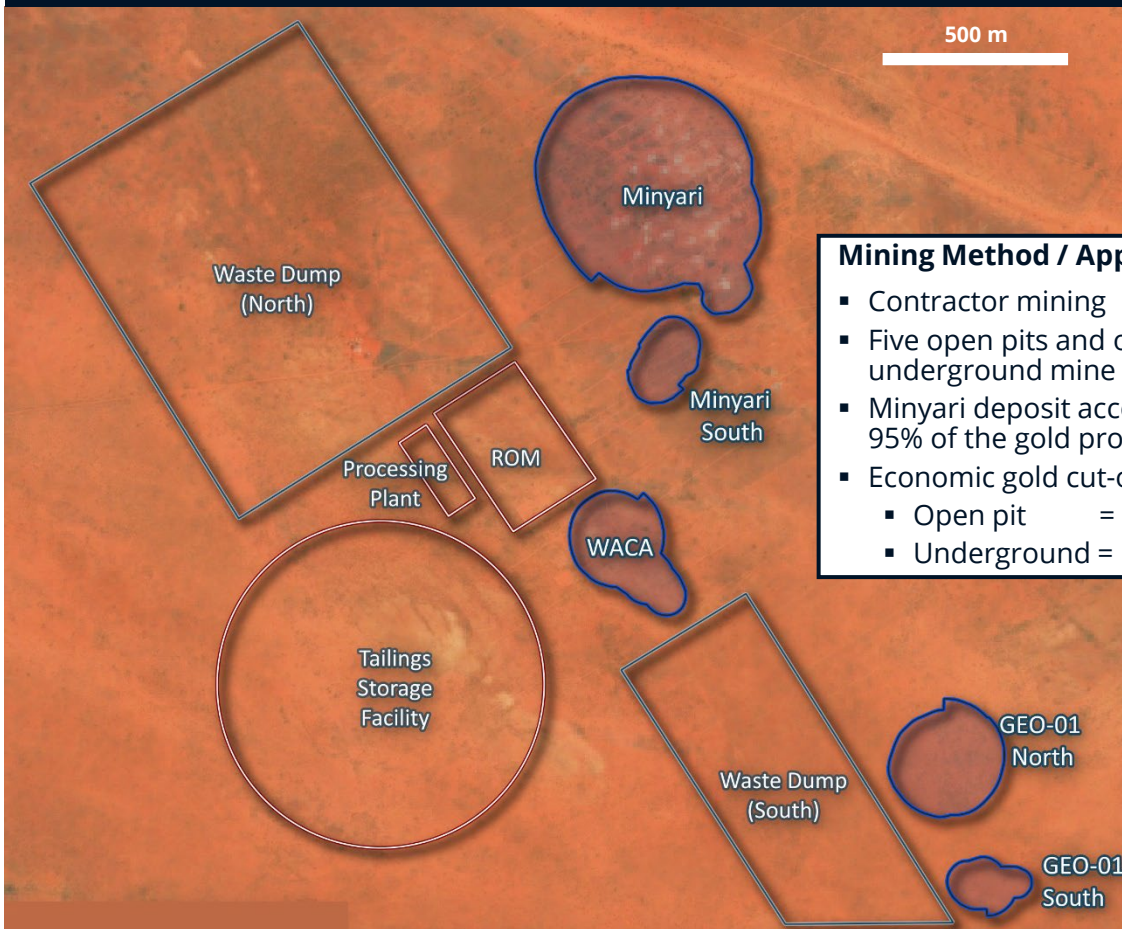 500 m
Minyari
Waste Dump
(North)
Mining Method / App
▪ Contractor mining
▪ Five open pits and o
underground mine
▪ Minyari deposit acco
95% of the gold pro
▪ Economic gold cut-o
▪ Open pit =
▪ Underground =
Minyari
South
ROM
Processing
Plant
WACA
Tailings
Storage
Facility
GEO-01
North
Waste Dump
(South)
GEO-01
South